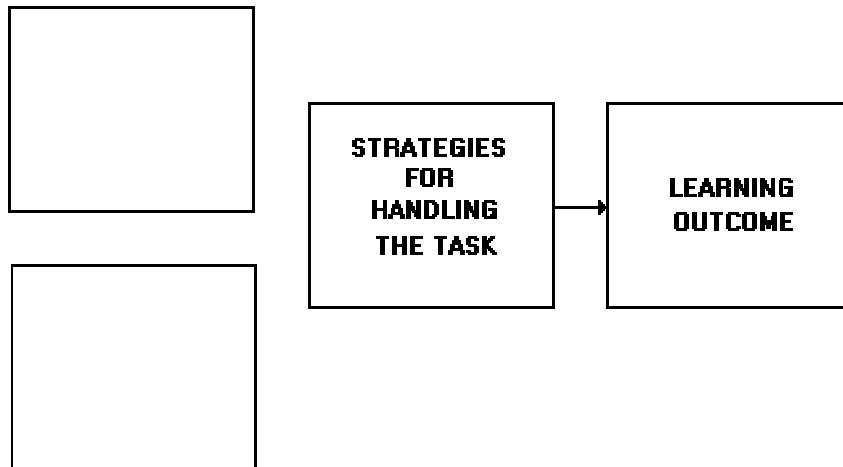 STRATEGIES
FOR
HANDLING
THE TASK
LEARNING
OUTCOME